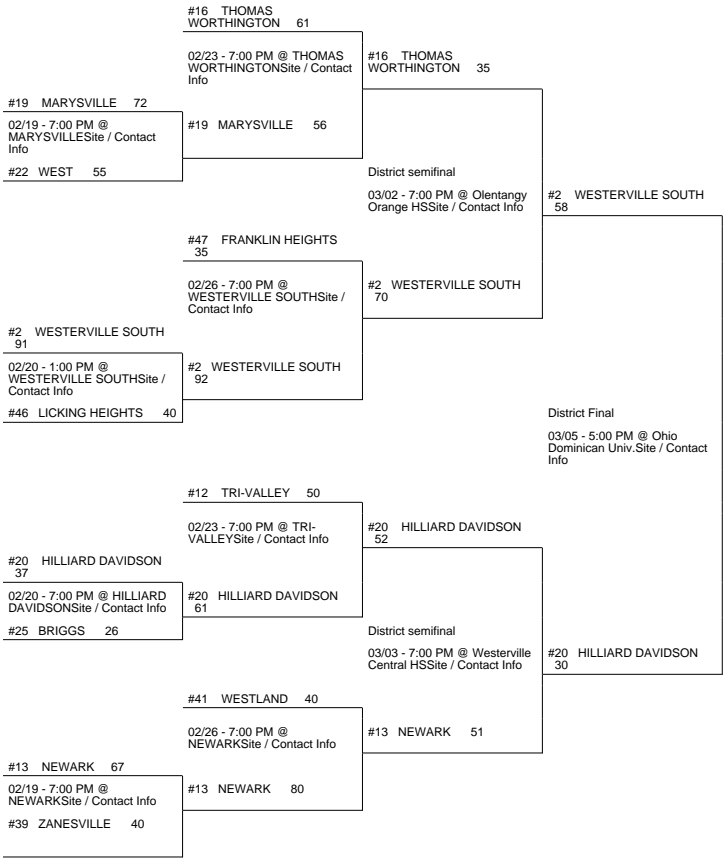 #16 THOMAS
WORTHINGTON 61
02/23 - 7:00 PM @ THOMAS
WORTHINGTONSite / Contact
Info
#16 THOMAS
WORTHINGTON 35
#19 MARYSVILLE 72
02/19 - 7:00 PM @
MARYSVILLESite / Contact
Info
#19 MARYSVILLE 56
#22 WEST 55
District semifinal
03/02 - 7:00 PM @ Olentangy
Orange HSSite / Contact Info
#2 WESTERVILLE SOUTH
58
#47 FRANKLIN HEIGHTS
35
02/26 - 7:00 PM @
WESTERVILLE SOUTHSite /
Contact Info
#2 WESTERVILLE SOUTH
70
#2 WESTERVILLE SOUTH
91
02/20 - 1:00 PM @
WESTERVILLE SOUTHSite /
Contact Info
#2 WESTERVILLE SOUTH
92
#46 LICKING HEIGHTS 40
District Final
03/05 - 5:00 PM @ Ohio
Dominican Univ.Site / Contact
Info
#12 TRI-VALLEY 50
02/23 - 7:00 PM @ TRI-
VALLEYSite / Contact Info
#20 HILLIARD DAVIDSON
52
#20 HILLIARD DAVIDSON
37
02/20 - 7:00 PM @ HILLIARD
DAVIDSONSite / Contact Info
#20 HILLIARD DAVIDSON
61
#25 BRIGGS 26
District semifinal
03/03 - 7:00 PM @ Westerville
Central HSSite / Contact Info
#20 HILLIARD DAVIDSON
30
#41 WESTLAND 40
02/26 - 7:00 PM @
NEWARKSite / Contact Info
#13 NEWARK 51
#13 NEWARK 67
02/19 - 7:00 PM @
NEWARKSite / Contact Info
#13 NEWARK 80
#39 ZANESVILLE 40